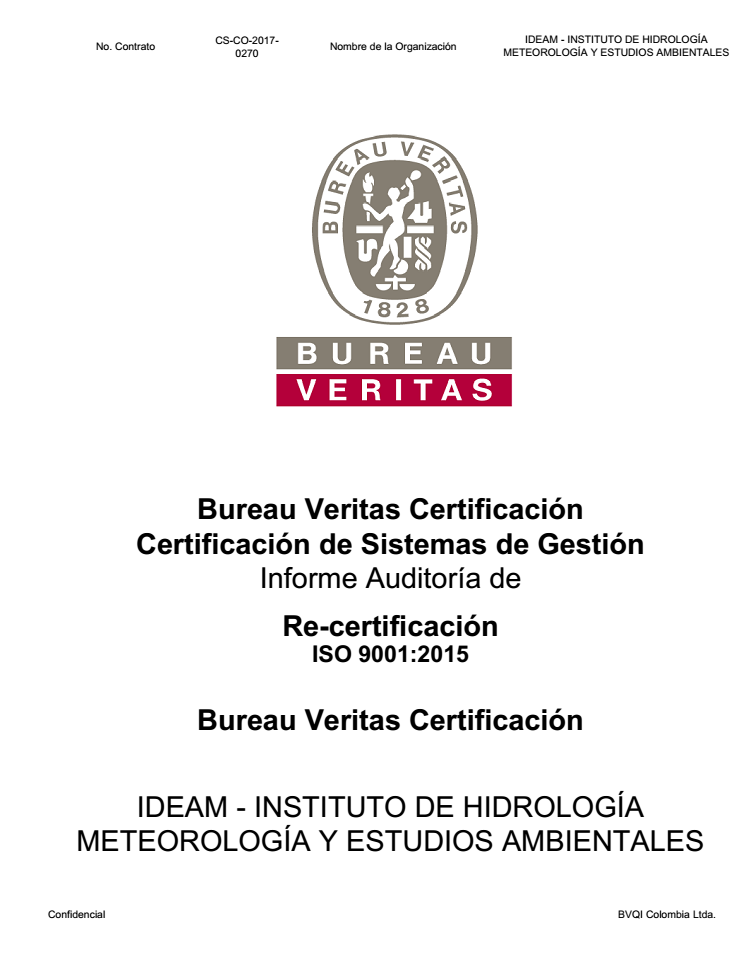 No. Contrato
CS-CO-2017-
0270
Nombre de la Organización
IDEAM - INSTITUTO DE HIDROLOGÍA
METEOROLOGÍA Y ESTUDIOS AMBIENTALES
BUREAU VERITAS
1828
BUREAU
VERITAS
Bureau Veritas Certificación
Certificación de Sistemas de Gestión
Informe Auditoría de
Re-certificación
ISO 9001:2015
Bureau Veritas Certificación
IDEAM - INSTITUTO DE HIDROLOGÍA
METEOROLOGÍA Y ESTUDIOS AMBIENTALES
Confidencial
BVQI Colombia Ltda.